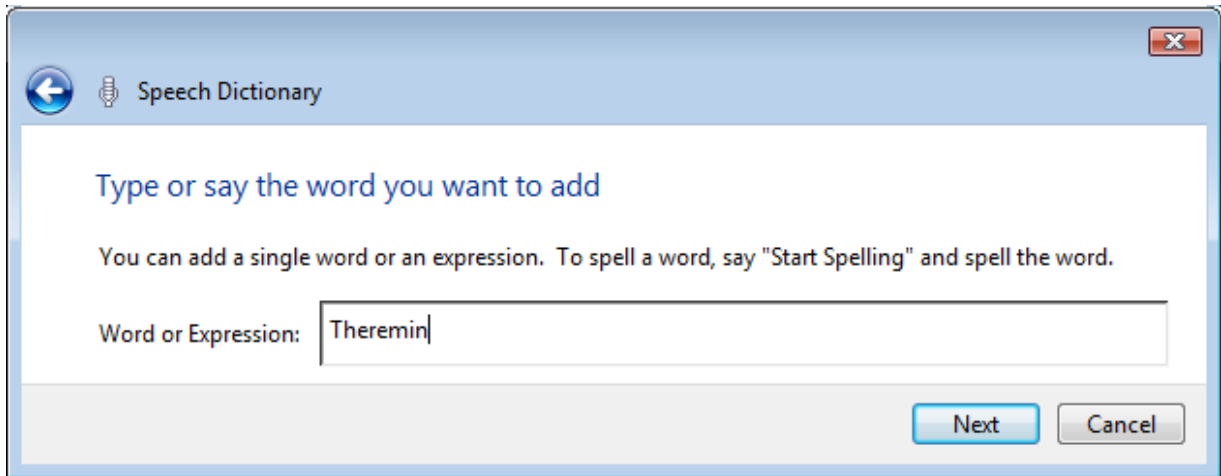 Speech Dictionary
Type or say the word you want to add
You can add a single word or an expression.  To spell a word, say "Start Spelling" and spell the word.
Word or Expression: Theremin
Next Cancel